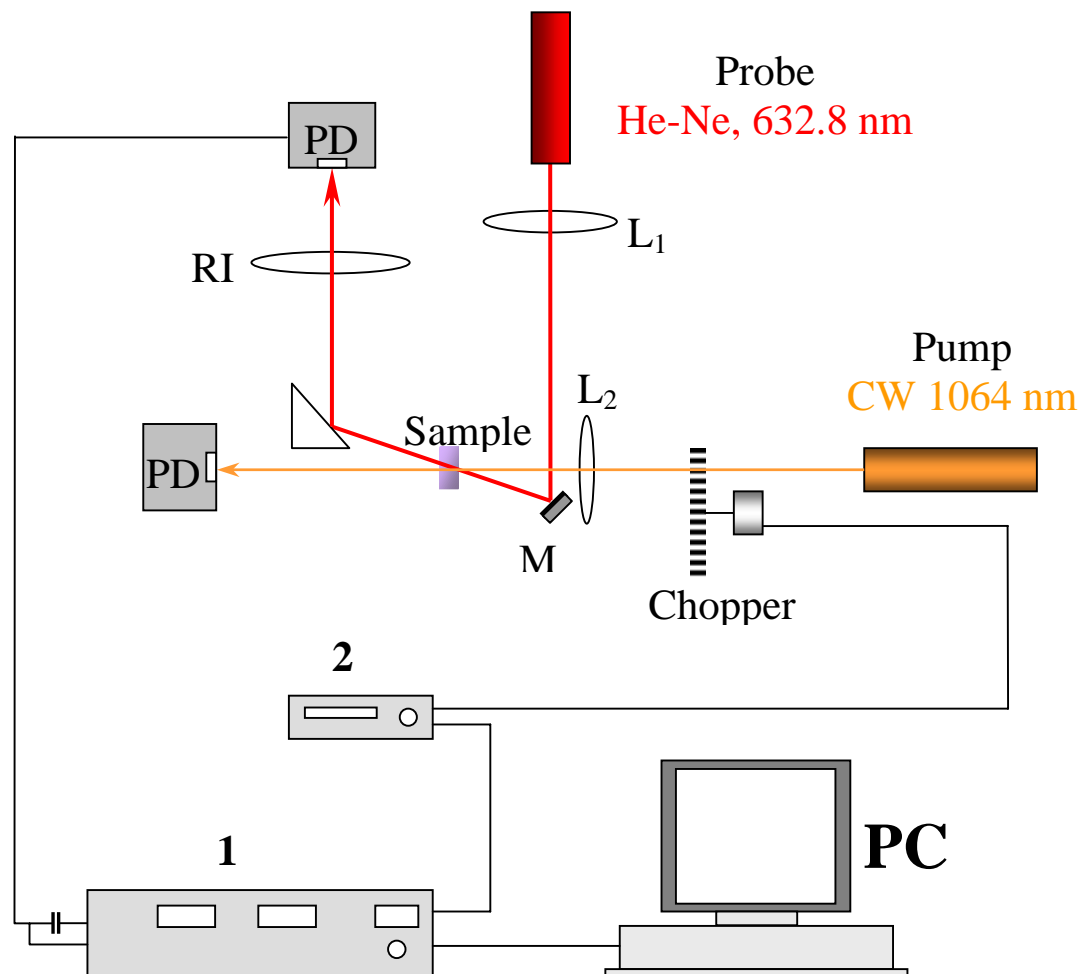 Probe
He-Ne, 632.8 nm
PD
L₁
RI
Pump
CW 1064 nm
L₂
Sample
PD
M
Chopper
2
1
PC